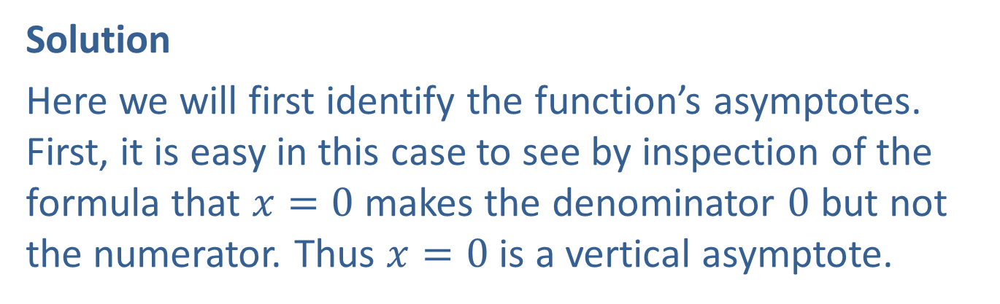 Solution
Here we will first identify the function’s asymptotes.
First, it is easy in this case to see by inspection of the
formula that 𝑥 = 0 makes the denominator 0 but not
the numerator. Thus 𝑥 = 0 is a vertical asymptote.